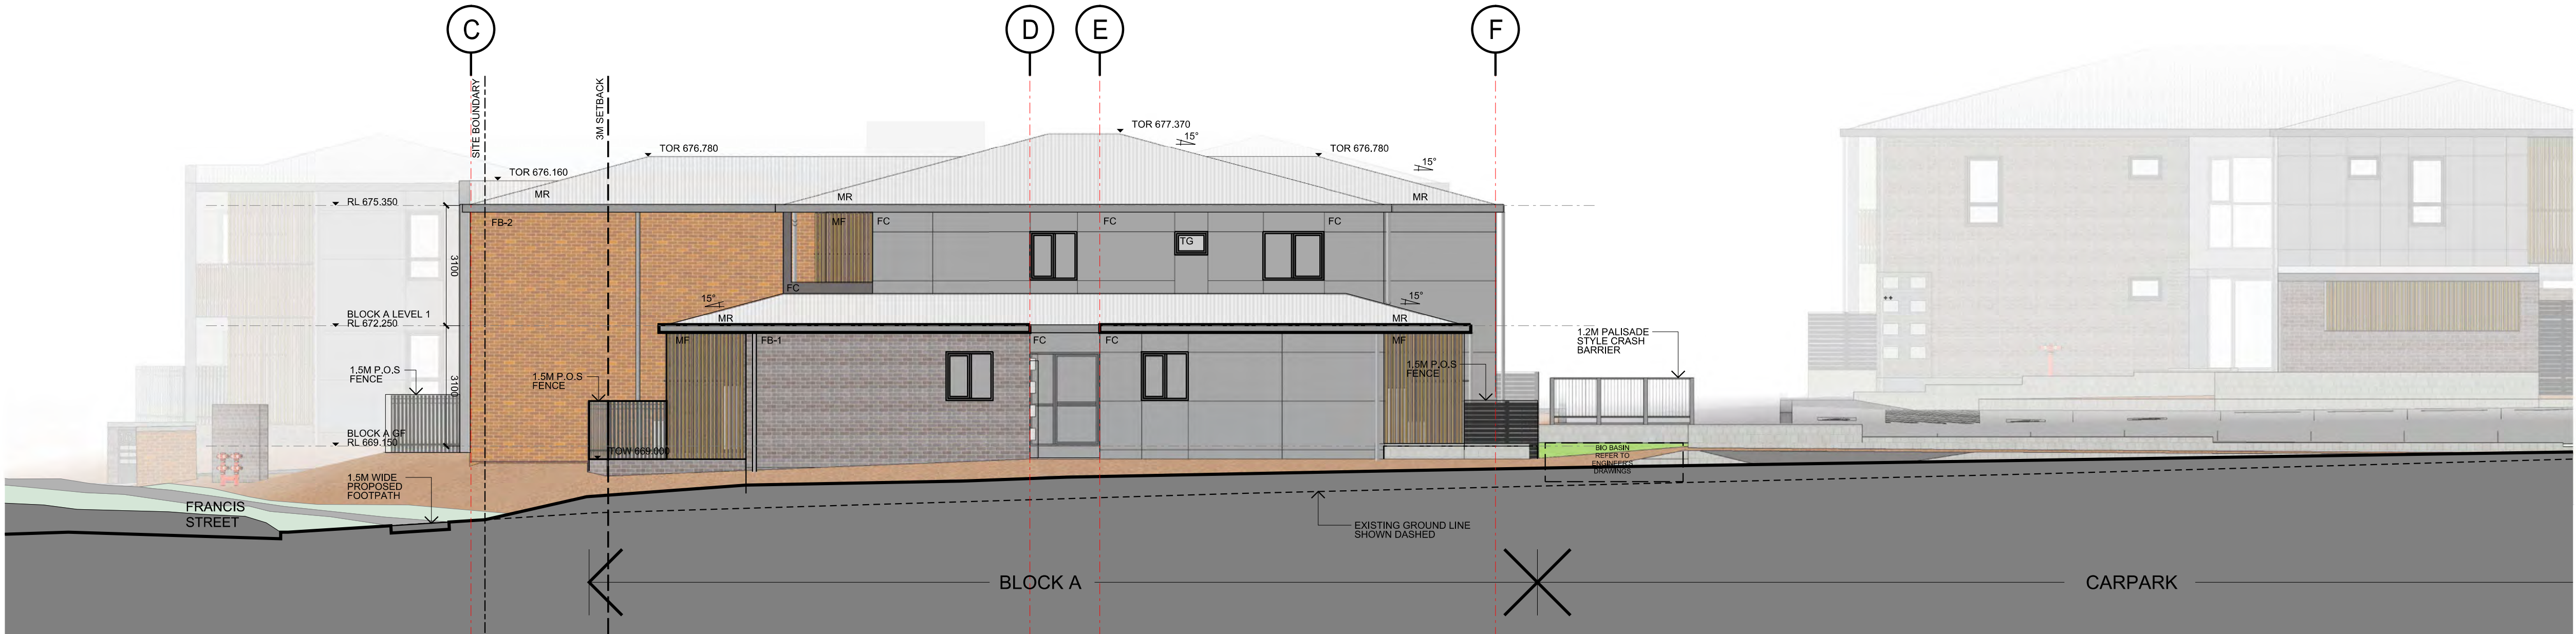 C
D
E
F
SITE BOUNDARY
3M SETBACK
TOR 677.370
15°
TOR 676.780
TOR 676.780
15°
TOR 676.160
MR
MR
MR
RL 675.350
FB-2
MF
FC
FC
FC
TG
3100
FC
15°
15°
BLOCK A LEVEL 1
RL 672.250
MR
MR
1.2M PALISADE
STYLE CRASH
BARRIER
MF
FB-1
FC
FC
MF
1.5M P.O.S
FENCE
1.5M P.O.S
FENCE
1.5M P.O.S
FENCE
3100
BLOCK A GF
RL 669.150
TOW 669.000
BIO BASIN
REFER TO
ENGINEER'S
DRAWINGS
1.5M WIDE
PROPOSED
FOOTPATH
FRANCIS
STREET
EXISTING GROUND LINE
SHOWN DASHED
BLOCK A
CARPARK